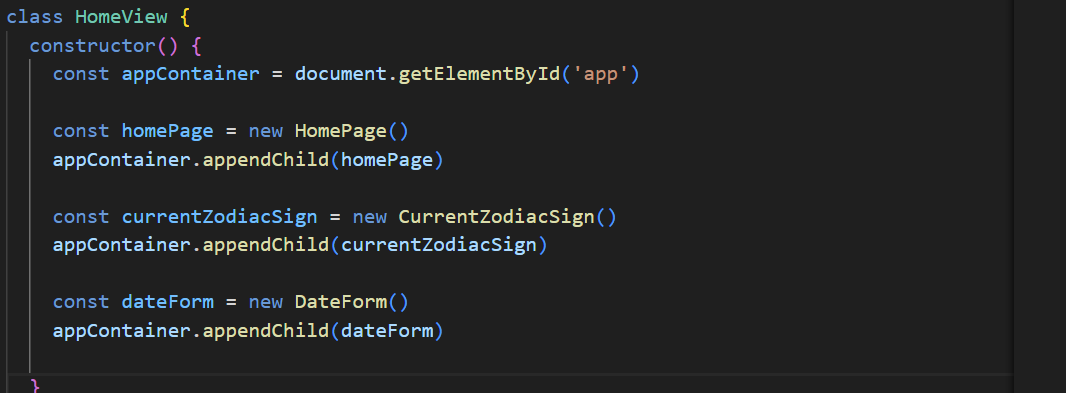 class HomeView {
constructor() {
const appContainer = document.getElementById('app')
const homePage = new HomePage()
appContainer.appendChild(homePage)
const currentZodiacSign = new CurrentZodiacSign()
appContainer.appendChild(currentZodiacSign)
const dateForm = new DateForm()
appContainer.appendChild(dateForm)
}